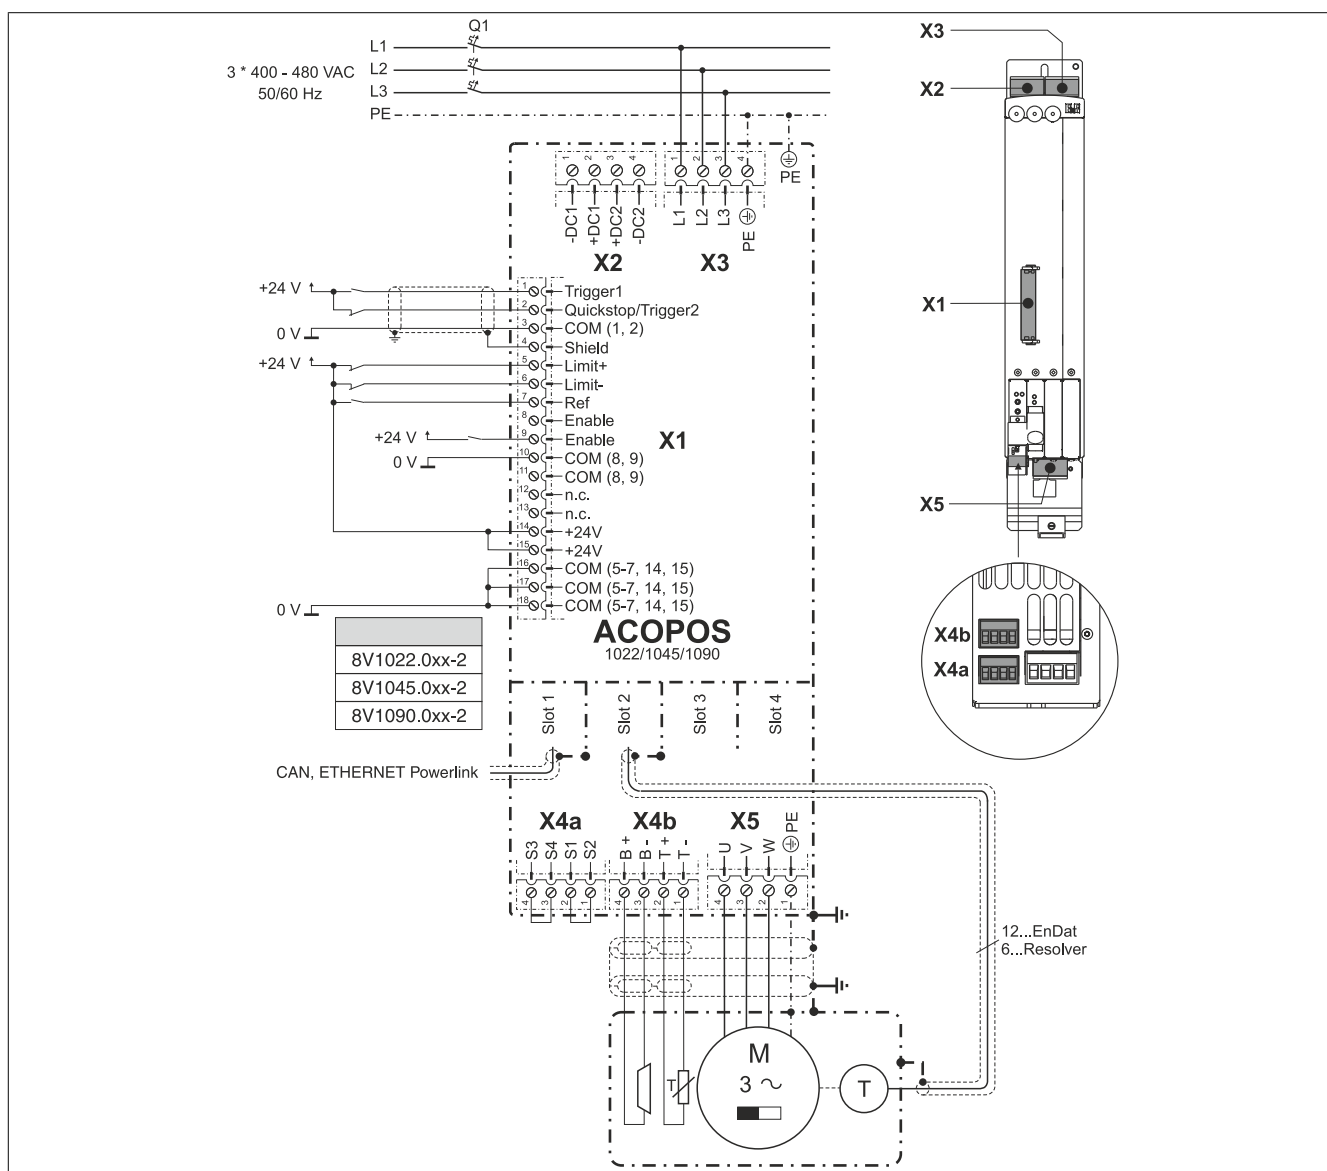 Q1
L1
L2
L3
PE
3 * 400 - 480 VAC
50/60 Hz
1 2 3 4
1 2 3 4
PE
-DC1
+DC1
+DC2
-DC2
L1
L2
L3
PE
X2
X3
+24 V
0 V
+24 V
+24 V
0 V
0 V
1 Trigger1
2 Quickstop/Trigger2
3 COM (1, 2)
4 Shield
5 Limit+
6 Limit-
7 Ref
8 Enable
9 Enable
10 COM (8, 9)
11 COM (8, 9)
12 n.c.
13 n.c.
14 +24V
15 +24V
16 COM (5-7, 14, 15)
17 COM (5-7, 14, 15)
18 COM (5-7, 14, 15)
X1
ACOPOS
1022/1045/1090
8V1022.0xx-2
8V1045.0xx-2
8V1090.0xx-2
Slot 1
Slot 2
Slot 3
Slot 4
CAN, ETHERNET Powerlink
X4a
X4b
X5
S3
S4
S1
S2
B+
B-
T+
T-
U
V
W
PE
4 3 2 1
4 3 2 1
4 3 2 1
12...EnDat
6...Resolver
T
M
3 ~
T
X3
X2
X1
X5
X4b
X4a